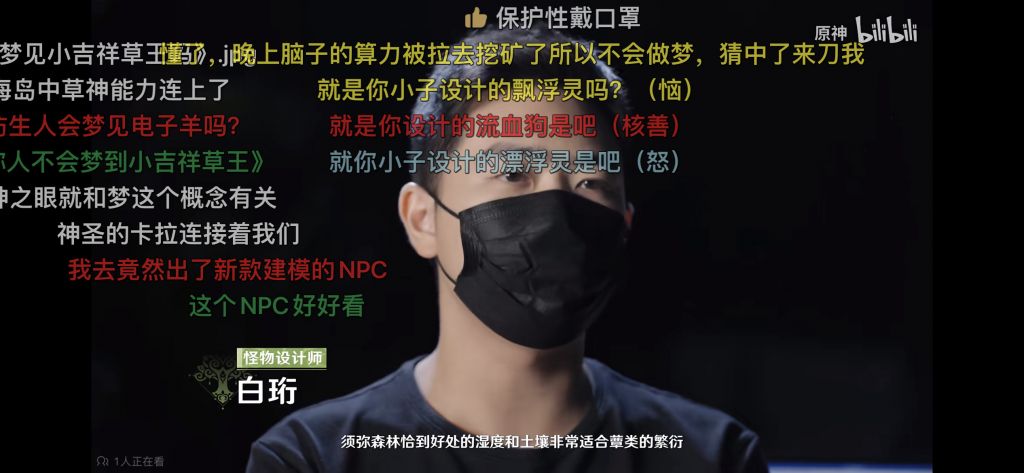 保护性戴口罩
原神 bilibili
梦见小吉祥草王吗》.jpg
懂了，晚上脑子的算力被拉去挖矿了所以不会做梦，猜中了来刀我
海岛中草神能力连上了
就是你小子设计的飘浮灵吗？（恼）
仿生人会梦见电子羊吗？
就是你设计的流血狗是吧（核善）
你人不会梦到小吉祥草王》
就你小子设计的漂浮灵是吧（怒）
神之眼就和梦这个概念有关
神圣的卡拉连接着我们
我去竟然出了新款建模的NPC
这个NPC好好看
怪物设计师
白珩
须弥森林恰到好处的湿度和土壤非常适合蕈类的繁衍
1人正在看